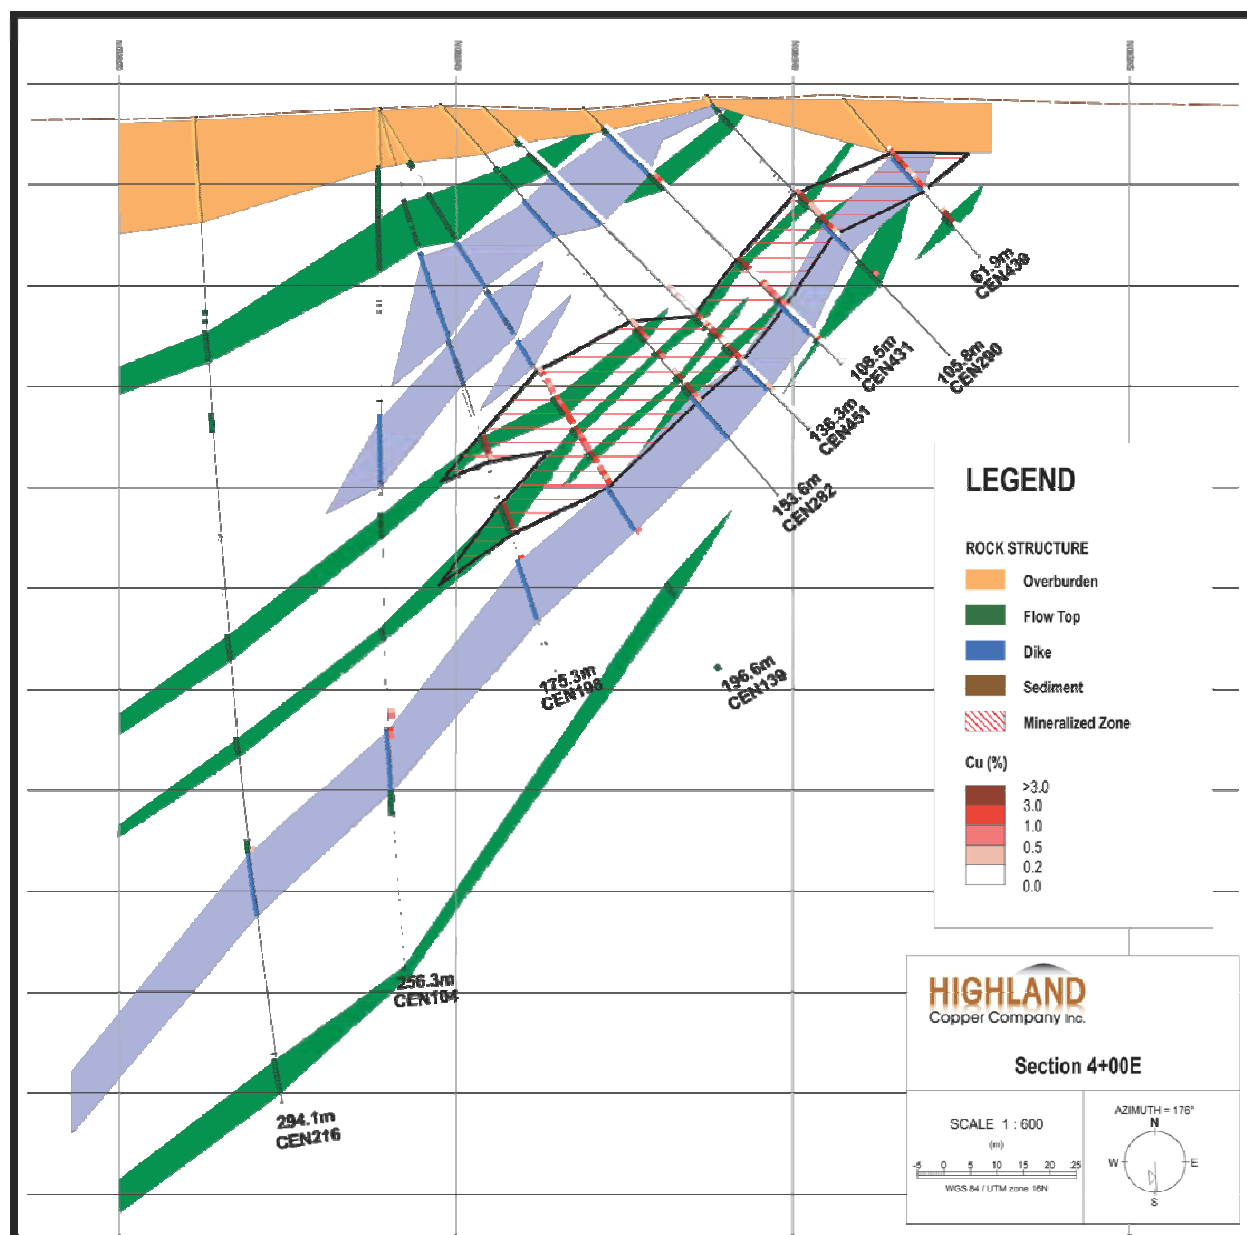 61.9m
CEN439
105.8m
CEN290
108.5m
CEN431
138.3m
CEN451
153.6m
CEN282
196.6m
CEN139
175.3m
CEN198
256.3m
CEN164
294.1m
CEN216
LEGEND
ROCK STRUCTURE
Overburden
Flow Top
Dike
Sediment
Mineralized Zone
Cu (%)
>3.0
3.0
1.0
0.5
0.2
0.0
HIGHLAND
Copper Company Inc.
Section 4+00E
SCALE 1 : 600
(m)
-5 0 5 10 15 20 25
WGS 84 / UTM zone 16N
AZIMUTH = 176°
N
W E
S